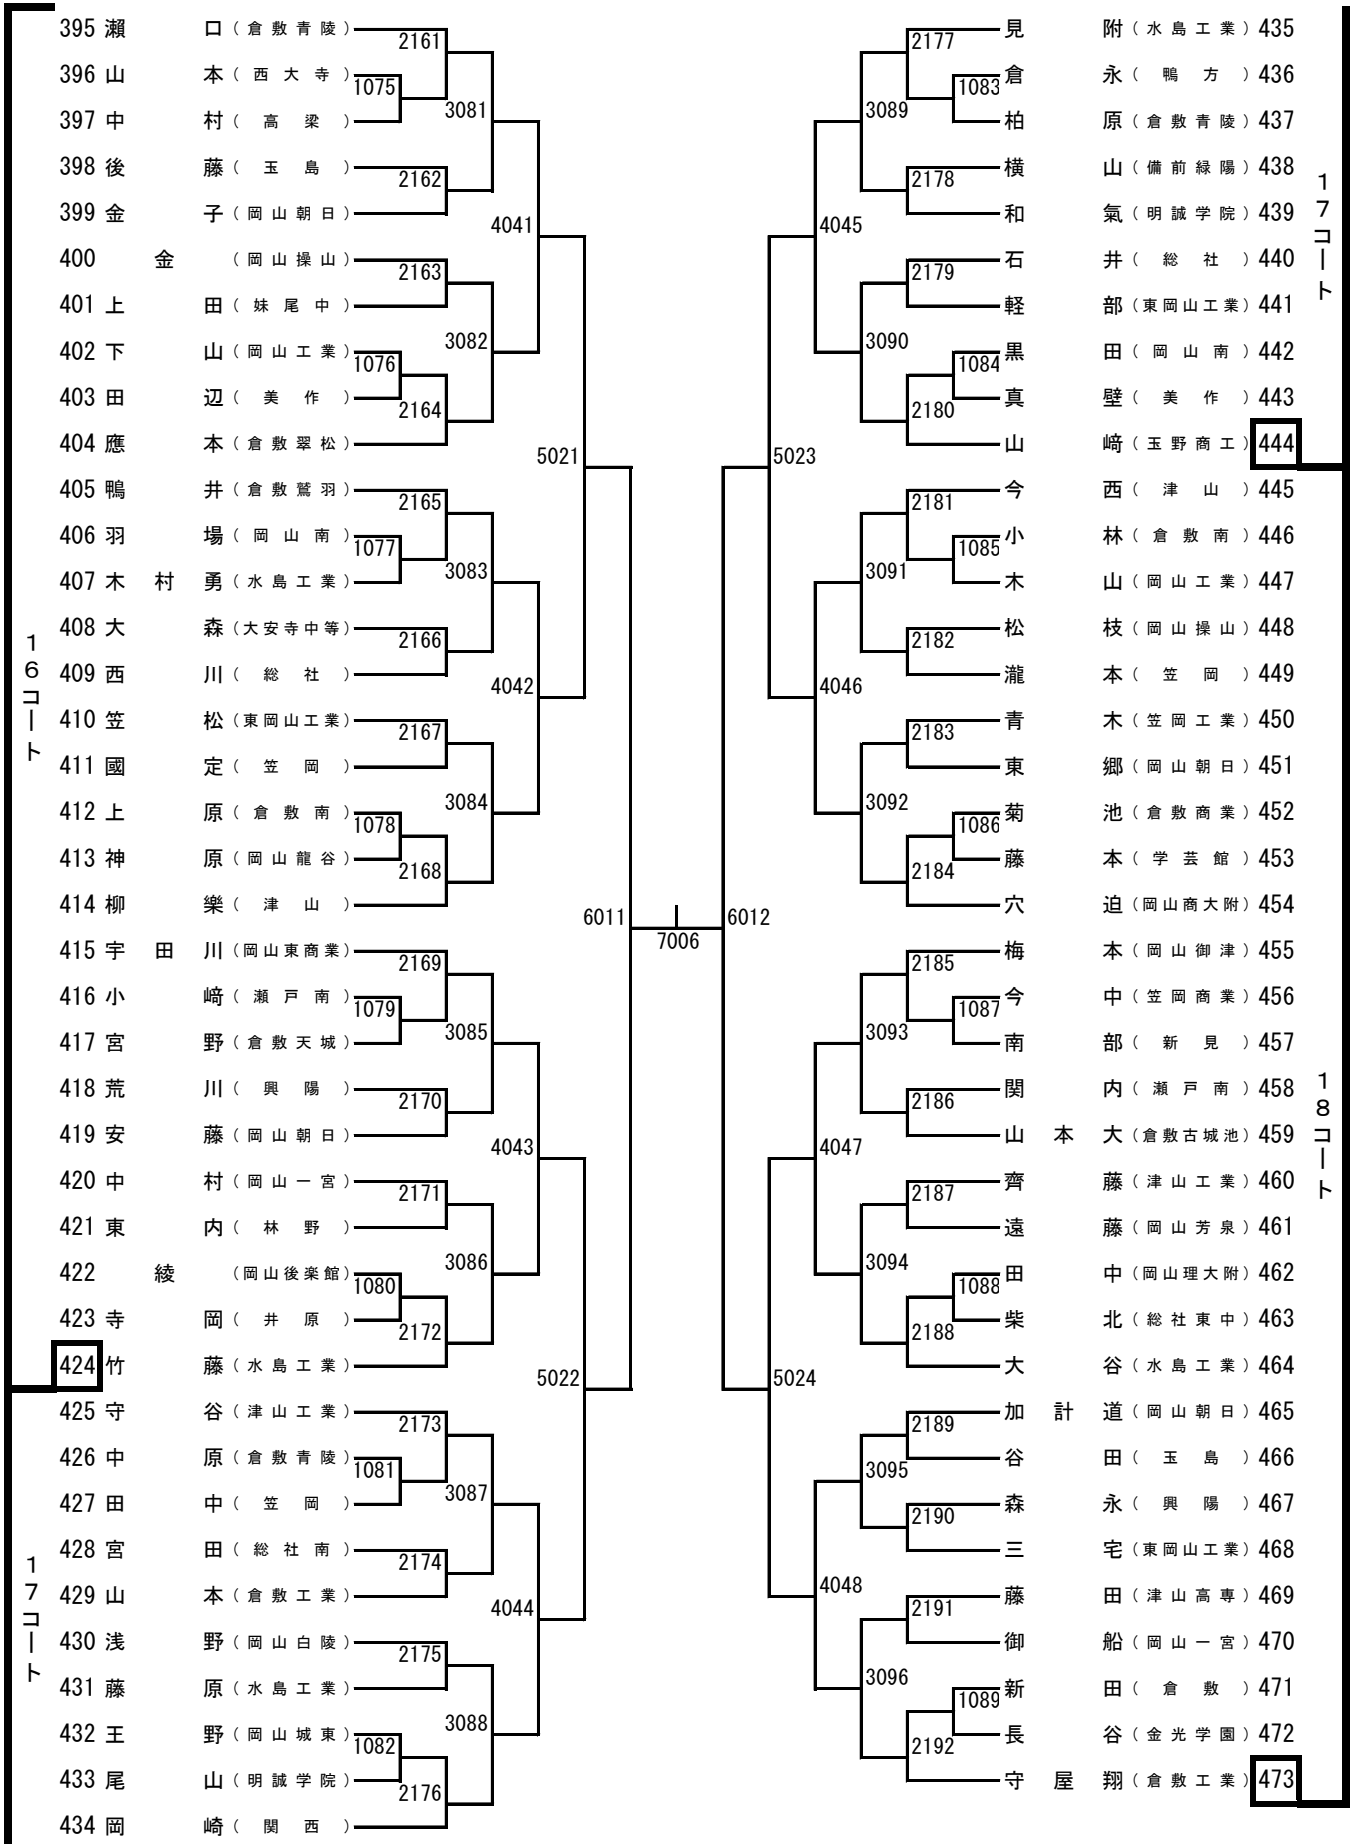 395 瀬口 (倉敷青陵)
396 山本 (西大寺)
397 中村 (高梁)
398 後藤 (玉島)
399 金子 (岡山朝日)
400 金 (岡山操山)
401 上田 (妹尾中)
402 下山 (岡山工業)
403 田辺 (美作)
404 應本 (倉敷翠松)
405 鴨井 (倉敷鷲羽)
406 羽場 (岡山南)
407 木村勇 (水島工業)
408 大森 (大安寺中等)
409 西川 (総社)
410 笠松 (東岡山工業)
411 國定 (笠岡)
412 上原 (倉敷南)
413 神原 (岡山龍谷)
414 柳樂 (津山)
415 宇田川 (岡山東商業)
416 小﨑 (瀬戸南)
417 宮野 (倉敷天城)
418 荒川 (興陽)
419 安藤 (岡山朝日)
420 中村 (岡山一宮)
421 東内 (林野)
422 綾 (岡山後楽館)
423 寺岡 (井原)
424 竹藤 (水島工業)
425 守谷 (津山工業)
426 中原 (倉敷青陵)
427 田中 (笠岡)
428 宮田 (総社南)
429 山本 (倉敷工業)
430 浅野 (岡山白陵)
431 藤原 (水島工業)
432 王野 (岡山城東)
433 尾山 (明誠学院)
434 岡崎 (関西)
16コート
17コート
1075
1076
1077
1078
1079
1080
1081
1082
2161
2162
2163
2164
2165
2166
2167
2168
2169
2170
2171
2172
2173
2174
2175
2176
3081
3082
3083
3084
3085
3086
3087
3088
4041
4042
4043
4044
5021
5022
6011
7006
6012
5023
5024
4045
4046
4047
4048
3089
3090
3091
3092
3093
3094
3095
3096
2177
2178
2179
2180
2181
2182
2183
2184
2185
2186
2187
2188
2189
2190
2191
2192
1083
1084
1085
1086
1087
1088
1089
見附 (水島工業) 435
倉永 (鴨方) 436
柏原 (倉敷青陵) 437
横山 (備前緑陽) 438
和氣 (明誠学院) 439
石井 (総社) 440
軽部 (東岡山工業) 441
黒田 (岡山南) 442
真壁 (美作) 443
山﨑 (玉野商工) 444
今西 (津山) 445
小林 (倉敷南) 446
木山 (岡山工業) 447
松枝 (岡山操山) 448
瀧本 (笠岡) 449
青木 (笠岡工業) 450
東郷 (岡山朝日) 451
菊池 (倉敷商業) 452
藤本 (学芸館) 453
穴迫 (岡山商大附) 454
梅本 (岡山御津) 455
今中 (笠岡商業) 456
南部 (新見) 457
関内 (瀬戸南) 458
山本大 (倉敷古城池) 459
齊藤 (津山工業) 460
遠藤 (岡山芳泉) 461
田中 (岡山理大附) 462
柴北 (総社東中) 463
大谷 (水島工業) 464
加計道 (岡山朝日) 465
谷田 (玉島) 466
森永 (興陽) 467
三宅 (東岡山工業) 468
藤田 (津山高専) 469
御船 (岡山一宮) 470
新田 (倉敷) 471
長谷 (金光学園) 472
守屋翔 (倉敷工業) 473
17コート
18コート